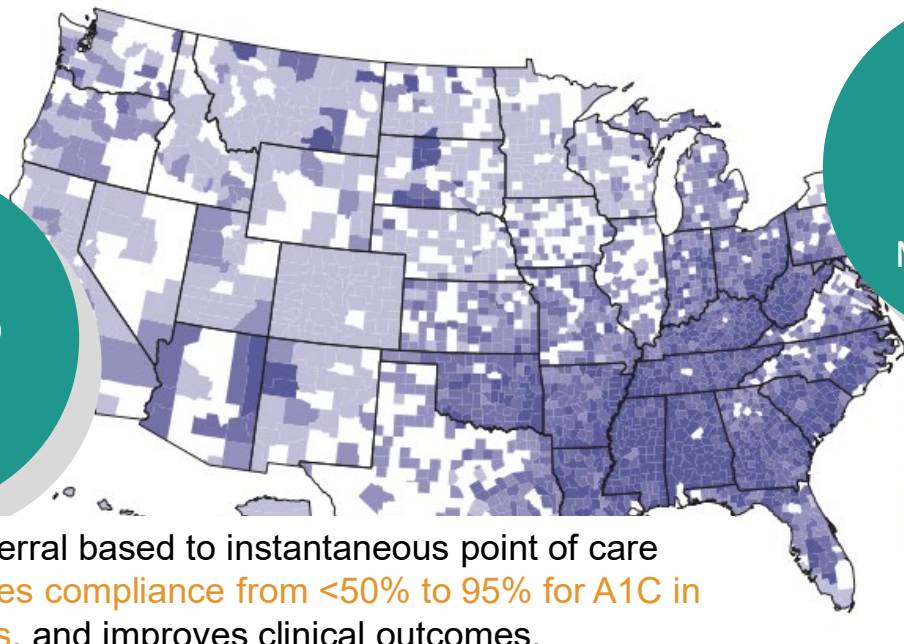 erral based to instantaneous point of care
es compliance from <50% to 95% for A1C in
s, and improves clinical outcomes.